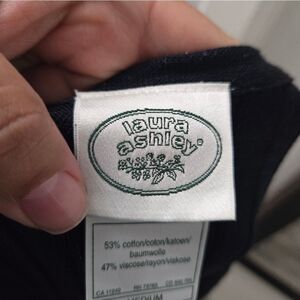 laura
ashley®
53% cotton/coton/katoen/
baumwolle
47% viscose/rayon/viskose